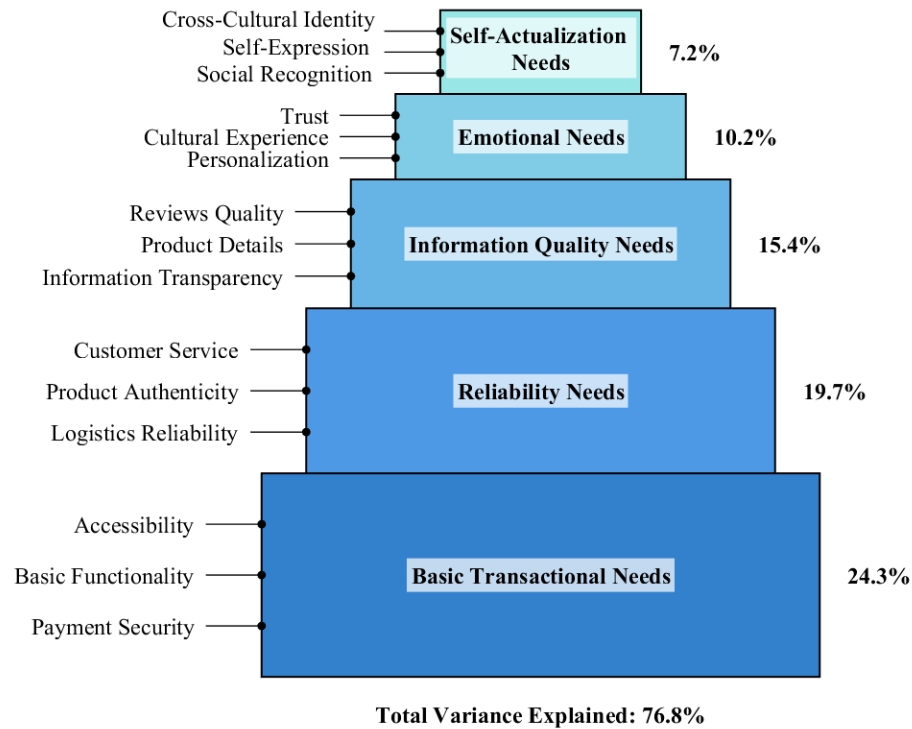 Cross-Cultural Identity
Self-Expression
Social Recognition
Self-Actualization
Needs
7.2%
Trust
Cultural Experience
Personalization
Emotional Needs
10.2%
Reviews Quality
Product Details
Information Transparency
Information Quality Needs
15.4%
Customer Service
Product Authenticity
Logistics Reliability
Reliability Needs
19.7%
Accessibility
Basic Functionality
Payment Security
Basic Transactional Needs
24.3%
Total Variance Explained: 76.8%